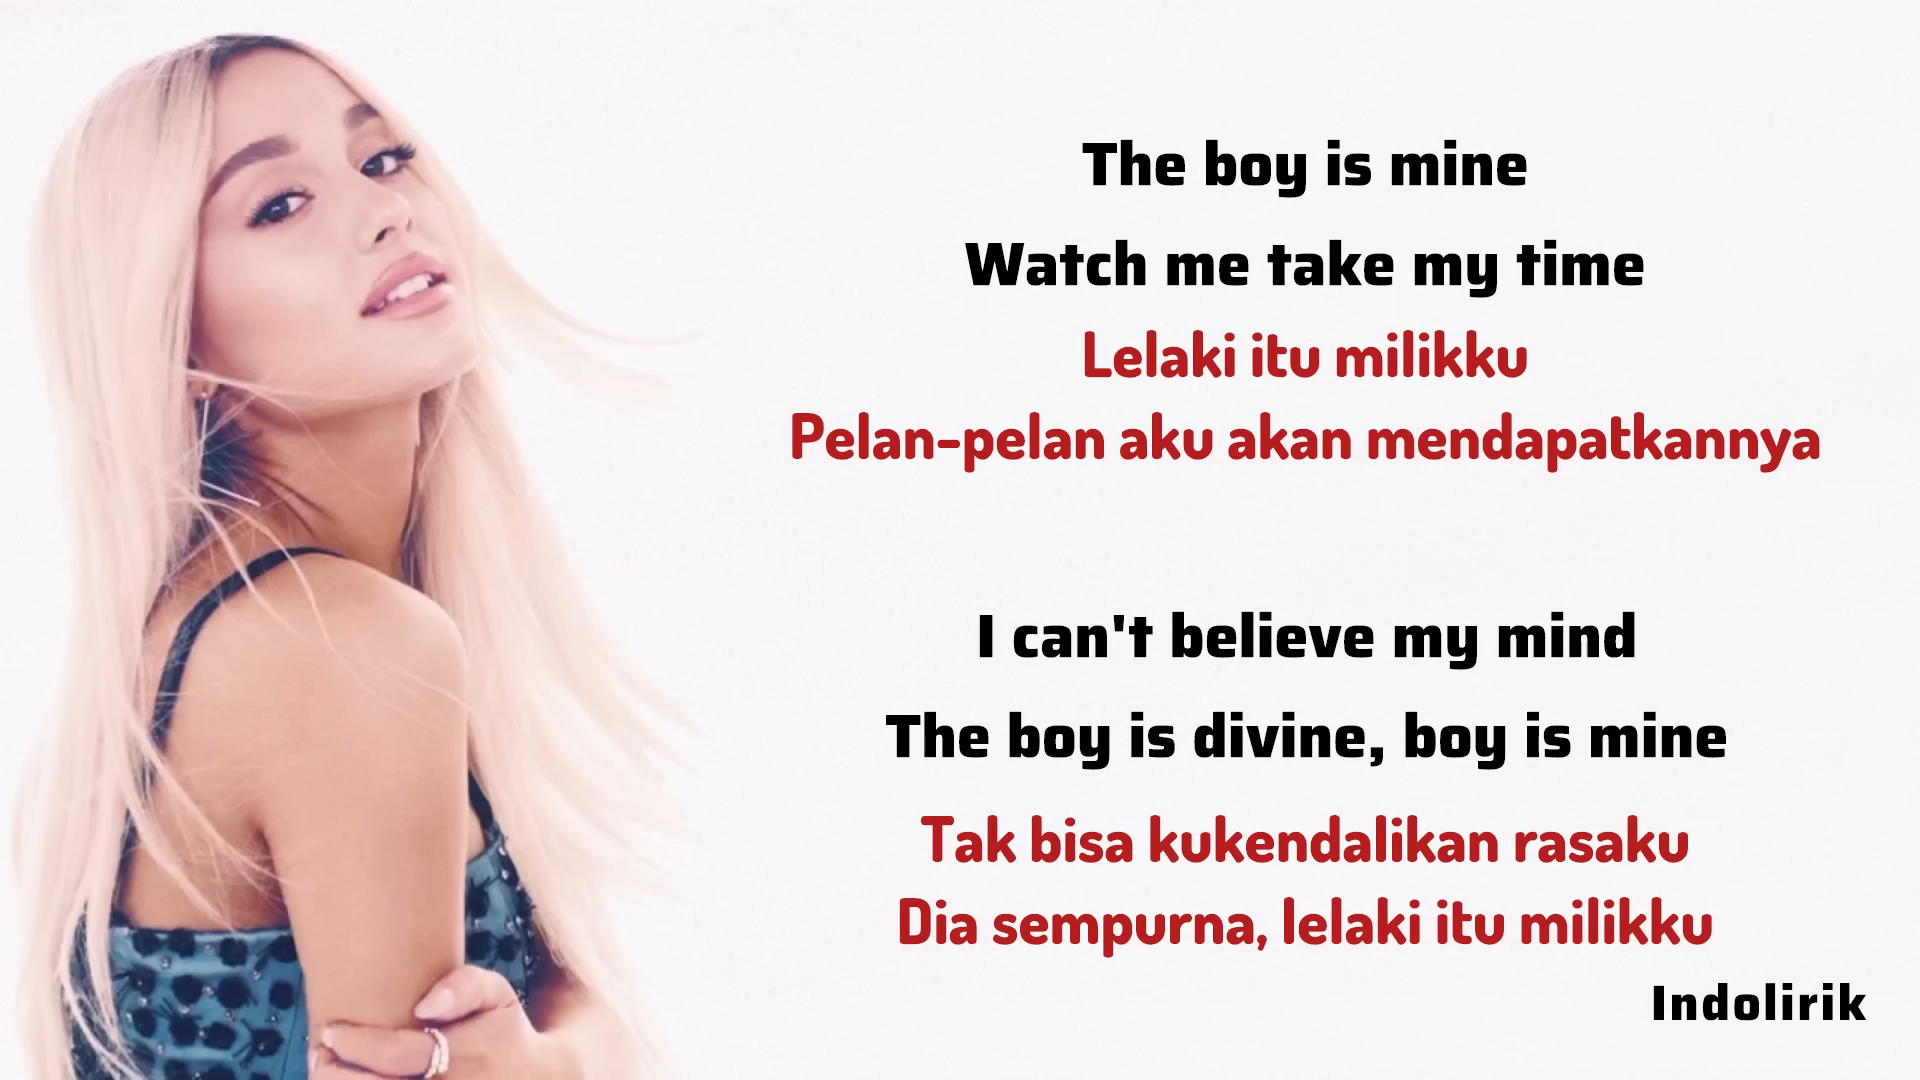 The boy is mine
Watch me take my time
Lelaki itu milikku
Pelan-pelan aku akan mendapatkannya
I can't believe my mind
The boy is divine, boy is mine
Tak bisa kukendalikan rasaku
Dia sempurna, lelaki itu milikku
Indolirik